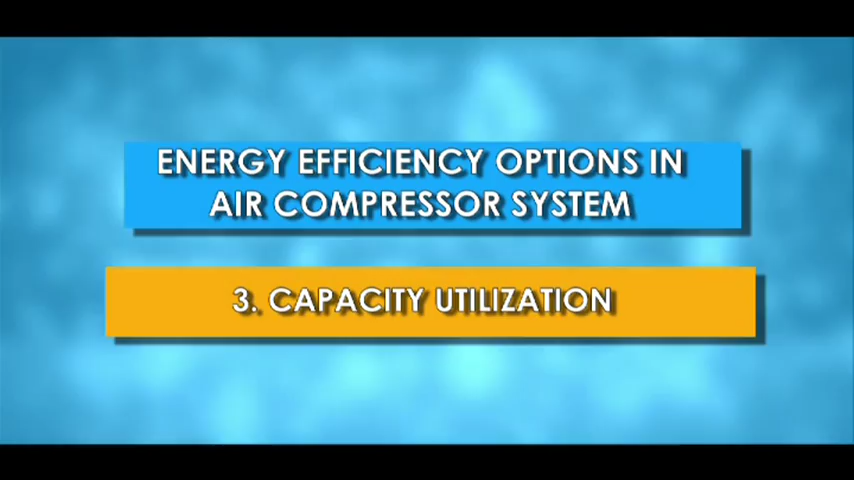 ENERGY EFFICIENCY OPTIONS IN
AIR COMPRESSOR SYSTEM
3. CAPACITY UTILIZATION